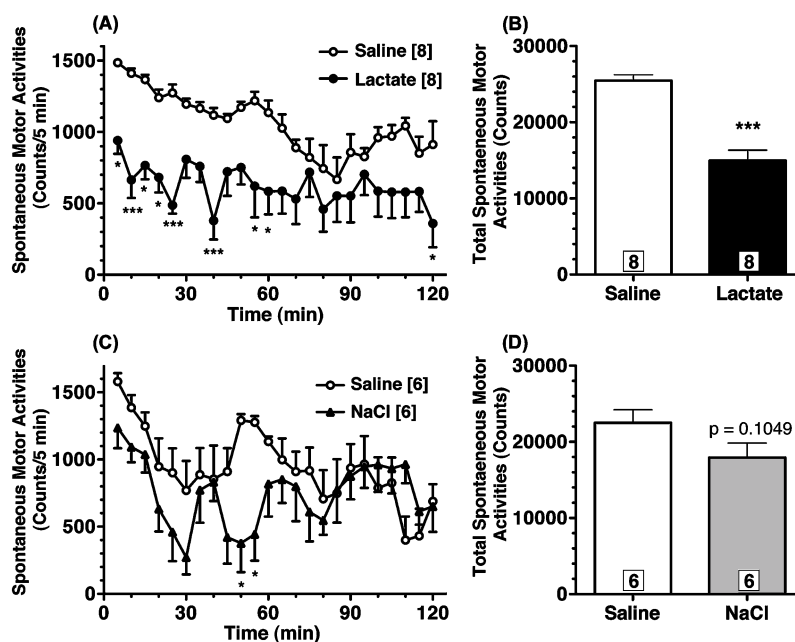 (A)
Spontaneous Motor Activities
(Counts/5 min)
1500
1000
500
0
Saline [8]
Lactate [8]
*
***
*
*
***
***
*
*
*
0
30
60
90
120
Time (min)
(B)
Total Spontaeneous Motor
Activities (Counts)
30000
20000
10000
0
***
8
8
Saline
Lactate
(C)
Spontaneous Motor Activities
(Counts/5 min)
1500
1000
500
0
Saline [6]
NaCl [6]
*
*
0
30
60
90
120
Time (min)
(D)
Total Spontaeneous Motor
Activities (Counts)
30000
20000
10000
0
p = 0.1049
6
6
Saline
NaCl